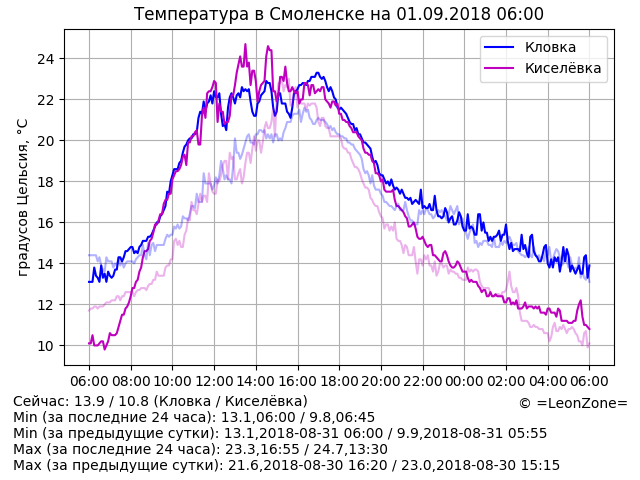 Температура в Смоленске на 01.09.2018 06:00
Кловка
Киселёвка
градусов Цельсия, °C
24
22
20
18
16
14
12
10
06:00 08:00 10:00 12:00 14:00 16:00 18:00 20:00 22:00 00:00 02:00 04:00 06:00
Сейчас: 13.9 / 10.8 (Кловка / Киселёвка)
© =LeonZone=
Min (за последние 24 часа): 13.1,06:00 / 9.8,06:45
Min (за предыдущие сутки): 13.1,2018-08-31 06:00 / 9.9,2018-08-31 05:55
Max (за последние 24 часа): 23.3,16:55 / 24.7,13:30
Max (за предыдущие сутки): 21.6,2018-08-30 16:20 / 23.0,2018-08-30 15:15